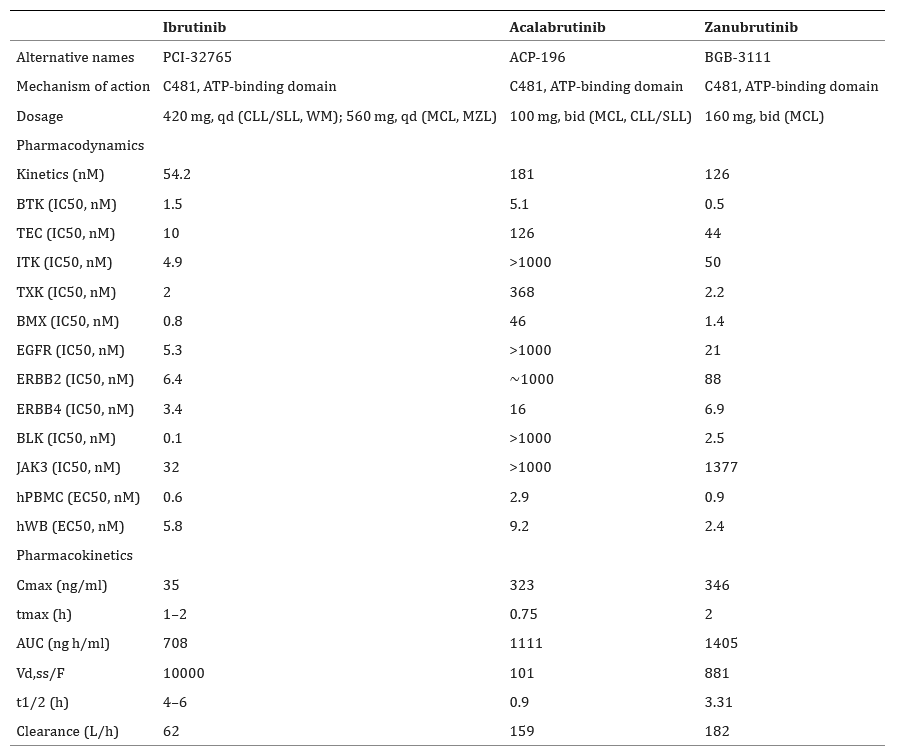 Ibrutinib Acalabrutinib Zanubrutinib
Alternative names PCI-32765 ACP-196 BGB-3111
Mechanism of action C481, ATP-binding domain C481, ATP-binding domain C481, ATP-binding domain
Dosage 420 mg, qd (CLL/SLL, WM); 560 mg, qd (MCL, MZL) 100 mg, bid (MCL, CLL/SLL) 160 mg, bid (MCL)
Pharmacodynamics
Kinetics (nM) 54.2 181 126
BTK (IC50, nM) 1.5 5.1 0.5
TEC (IC50, nM) 10 126 44
ITK (IC50, nM) 4.9 >1000 50
TXK (IC50, nM) 2 368 2.2
BMX (IC50, nM) 0.8 46 1.4
EGFR (IC50, nM) 5.3 >1000 21
ERBB2 (IC50, nM) 6.4 ~1000 88
ERBB4 (IC50, nM) 3.4 16 6.9
BLK (IC50, nM) 0.1 >1000 2.5
JAK3 (IC50, nM) 32 >1000 1377
hPBMC (EC50, nM) 0.6 2.9 0.9
hWB (EC50, nM) 5.8 9.2 2.4
Pharmacokinetics
Cmax (ng/ml) 35 323 346
tmax (h) 1–2 0.75 2
AUC (ng h/ml) 708 1111 1405
Vd,ss/F 10000 101 881
t1/2 (h) 4–6 0.9 3.31
Clearance (L/h) 62 159 182